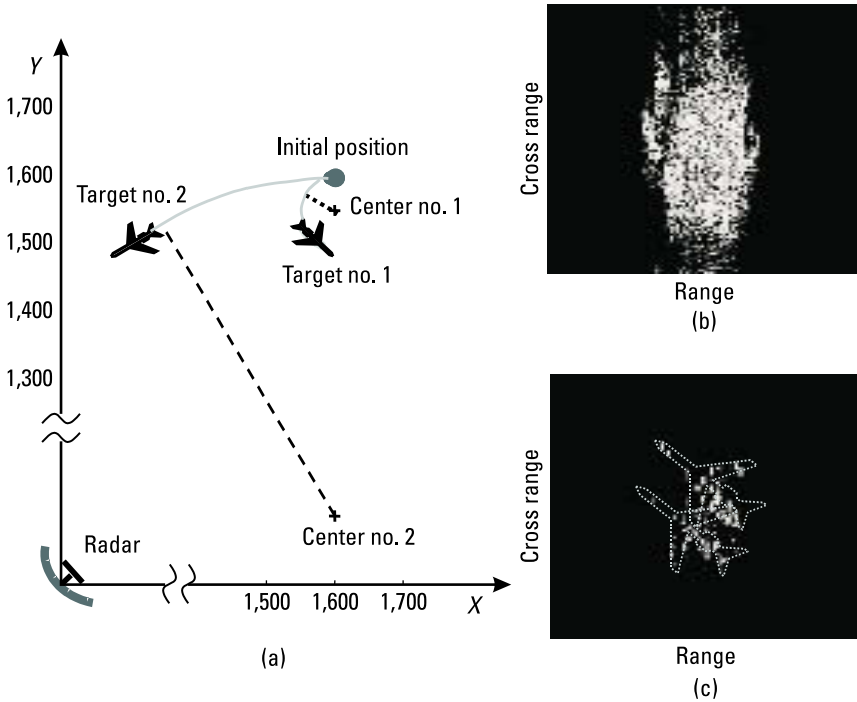 Y
1,700
1,600
1,500
1,400
1,300
Initial position
Target no. 2
Center no. 1
Target no. 1
Center no. 2
Radar
1,500 1,600 1,700
X
(a)
Cross range
Range
(b)
Cross range
Range
(c)